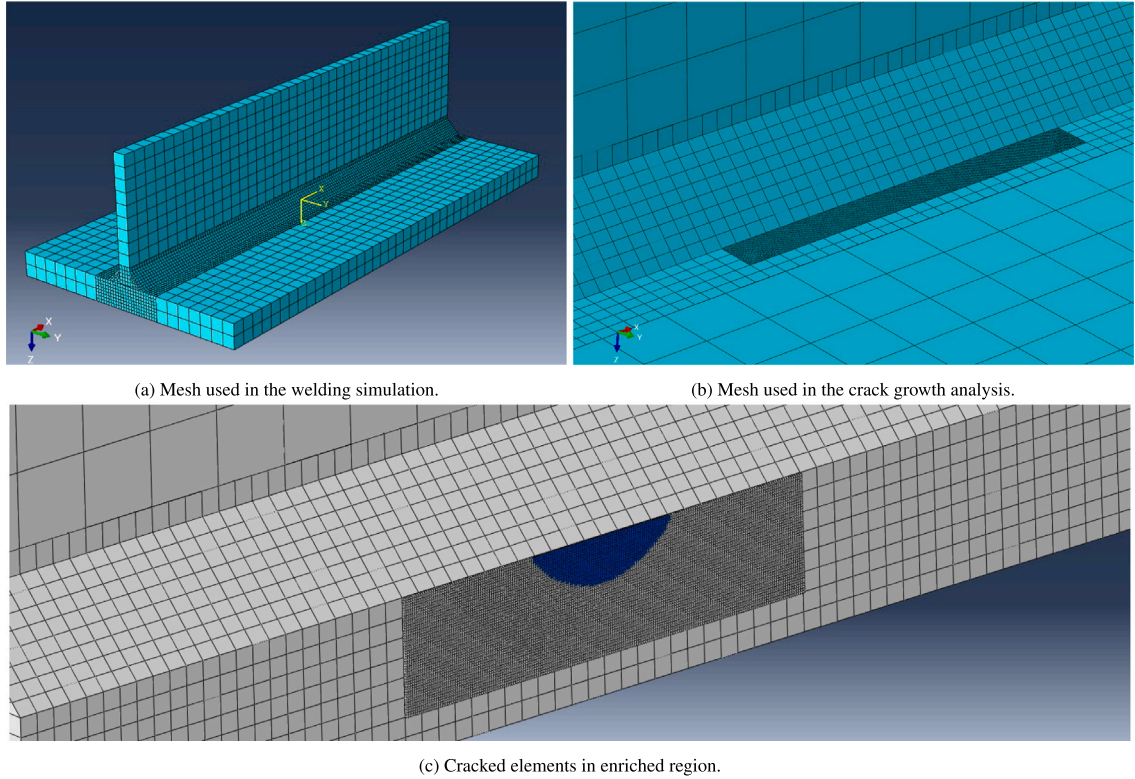 X
Y
Z
X
Y
Z
X
Y
Z
(a) Mesh used in the welding simulation.
(b) Mesh used in the crack growth analysis.
(c) Cracked elements in enriched region.